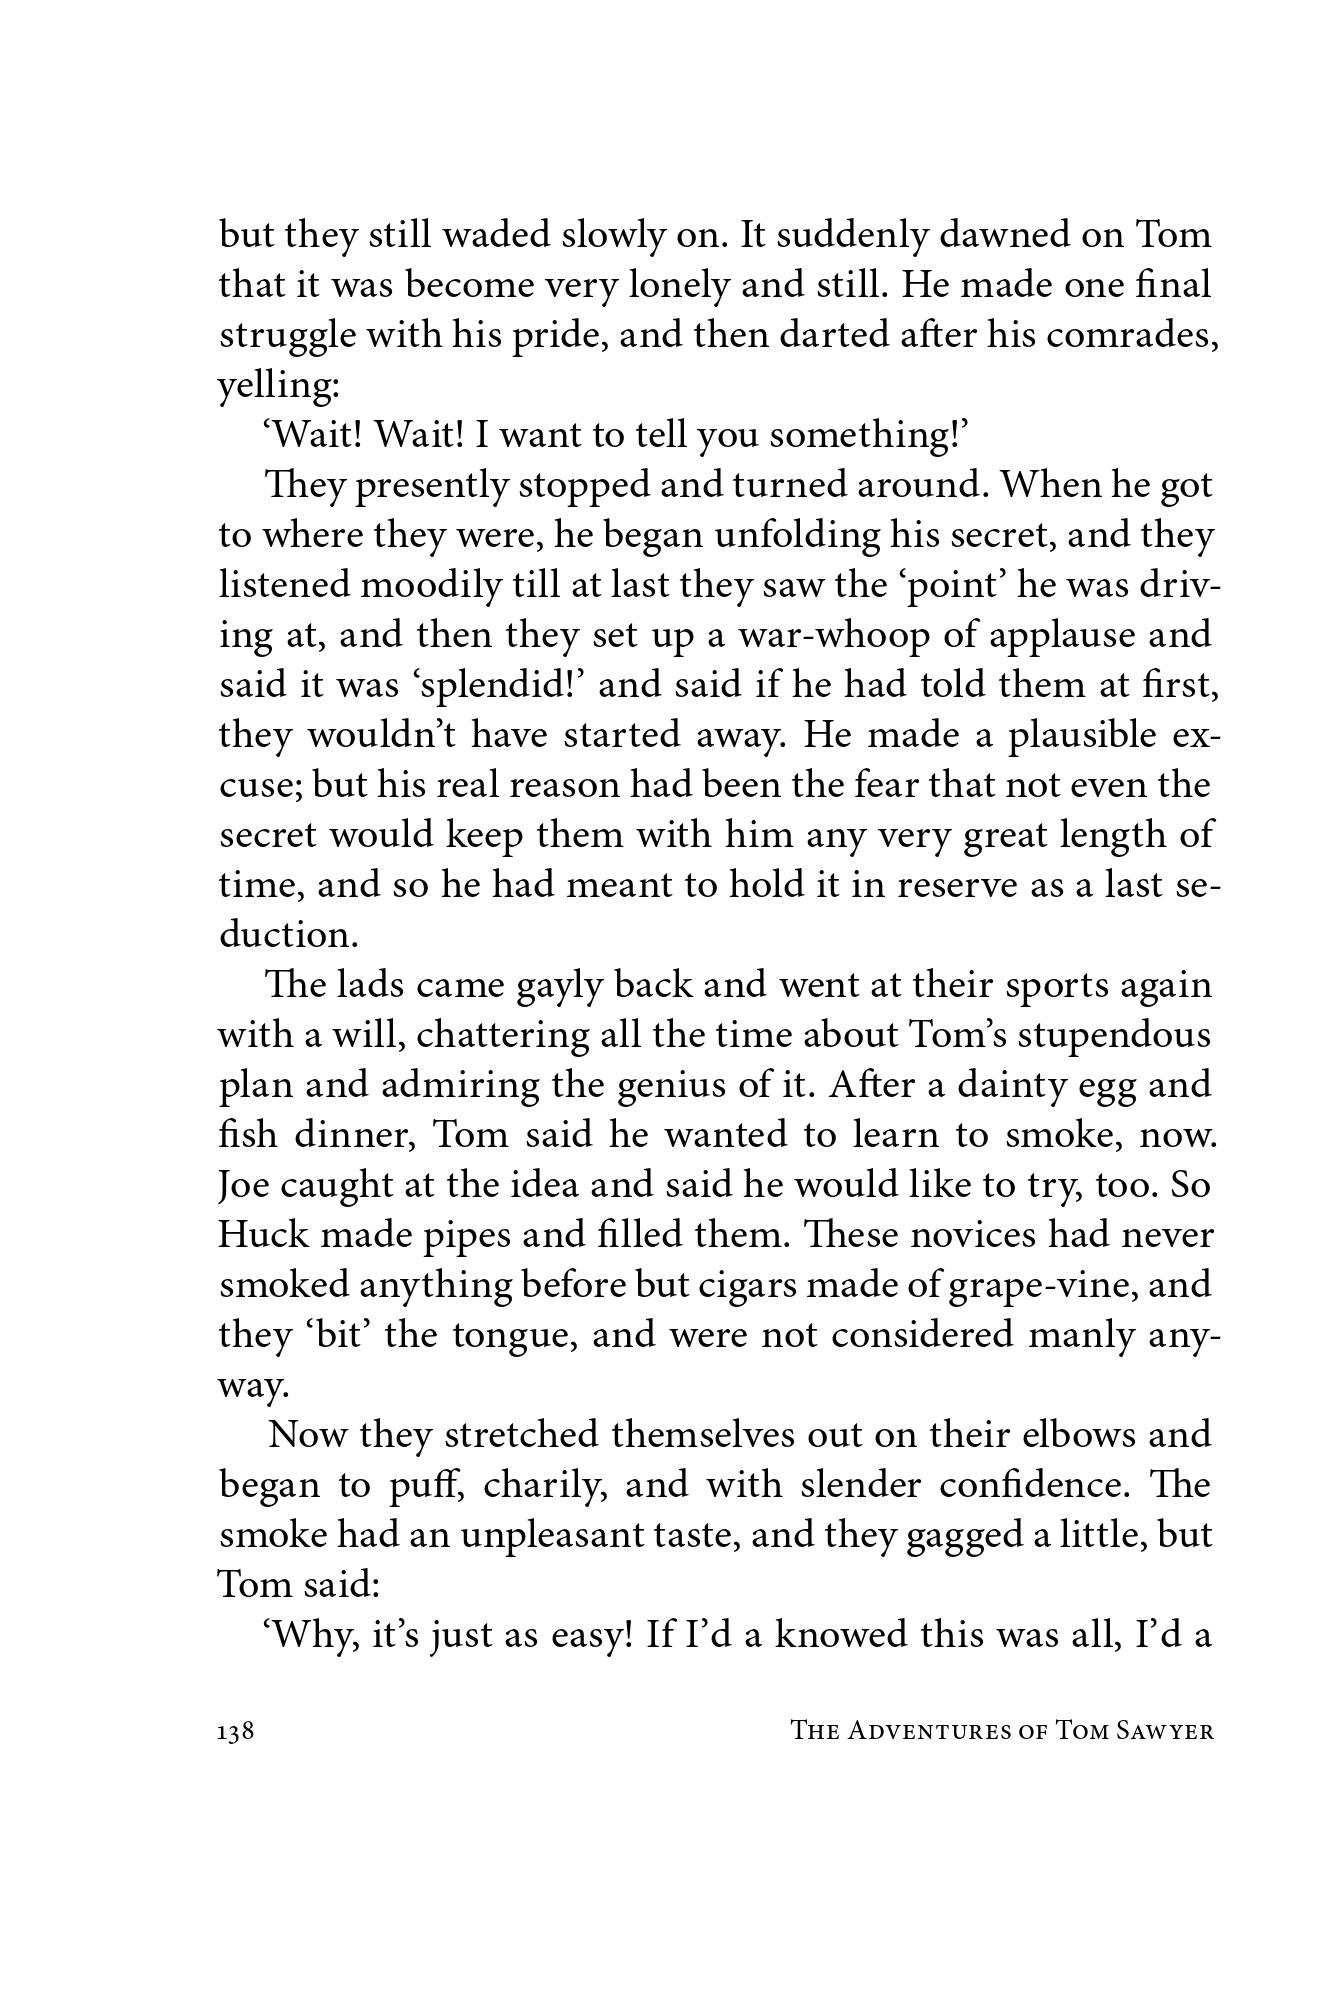 but they still waded slowly on. It suddenly dawned on Tom
that it was become very lonely and still. He made one final
struggle with his pride, and then darted after his comrades,
yelling:
‘Wait! Wait! I want to tell you something!’
They presently stopped and turned around. When he got
to where they were, he began unfolding his secret, and they
listened moodily till at last they saw the ‘point’ he was driv-
ing at, and then they set up a war-whoop of applause and
said it was ‘splendid!’ and said if he had told them at first,
they wouldn’t have started away. He made a plausible ex-
cuse; but his real reason had been the fear that not even the
secret would keep them with him any very great length of
time, and so he had meant to hold it in reserve as a last se-
duction.
The lads came gayly back and went at their sports again
with a will, chattering all the time about Tom’s stupendous
plan and admiring the genius of it. After a dainty egg and
fish dinner, Tom said he wanted to learn to smoke, now.
Joe caught at the idea and said he would like to try, too. So
Huck made pipes and filled them. These novices had never
smoked anything before but cigars made of grape-vine, and
they ‘bit’ the tongue, and were not considered manly any-
way.
Now they stretched themselves out on their elbows and
began to puff, charily, and with slender confidence. The
smoke had an unpleasant taste, and they gagged a little, but
Tom said:
‘Why, it’s just as easy! If I’d a knowed this was all, I’d a
138 The Adventures of Tom Sawyer